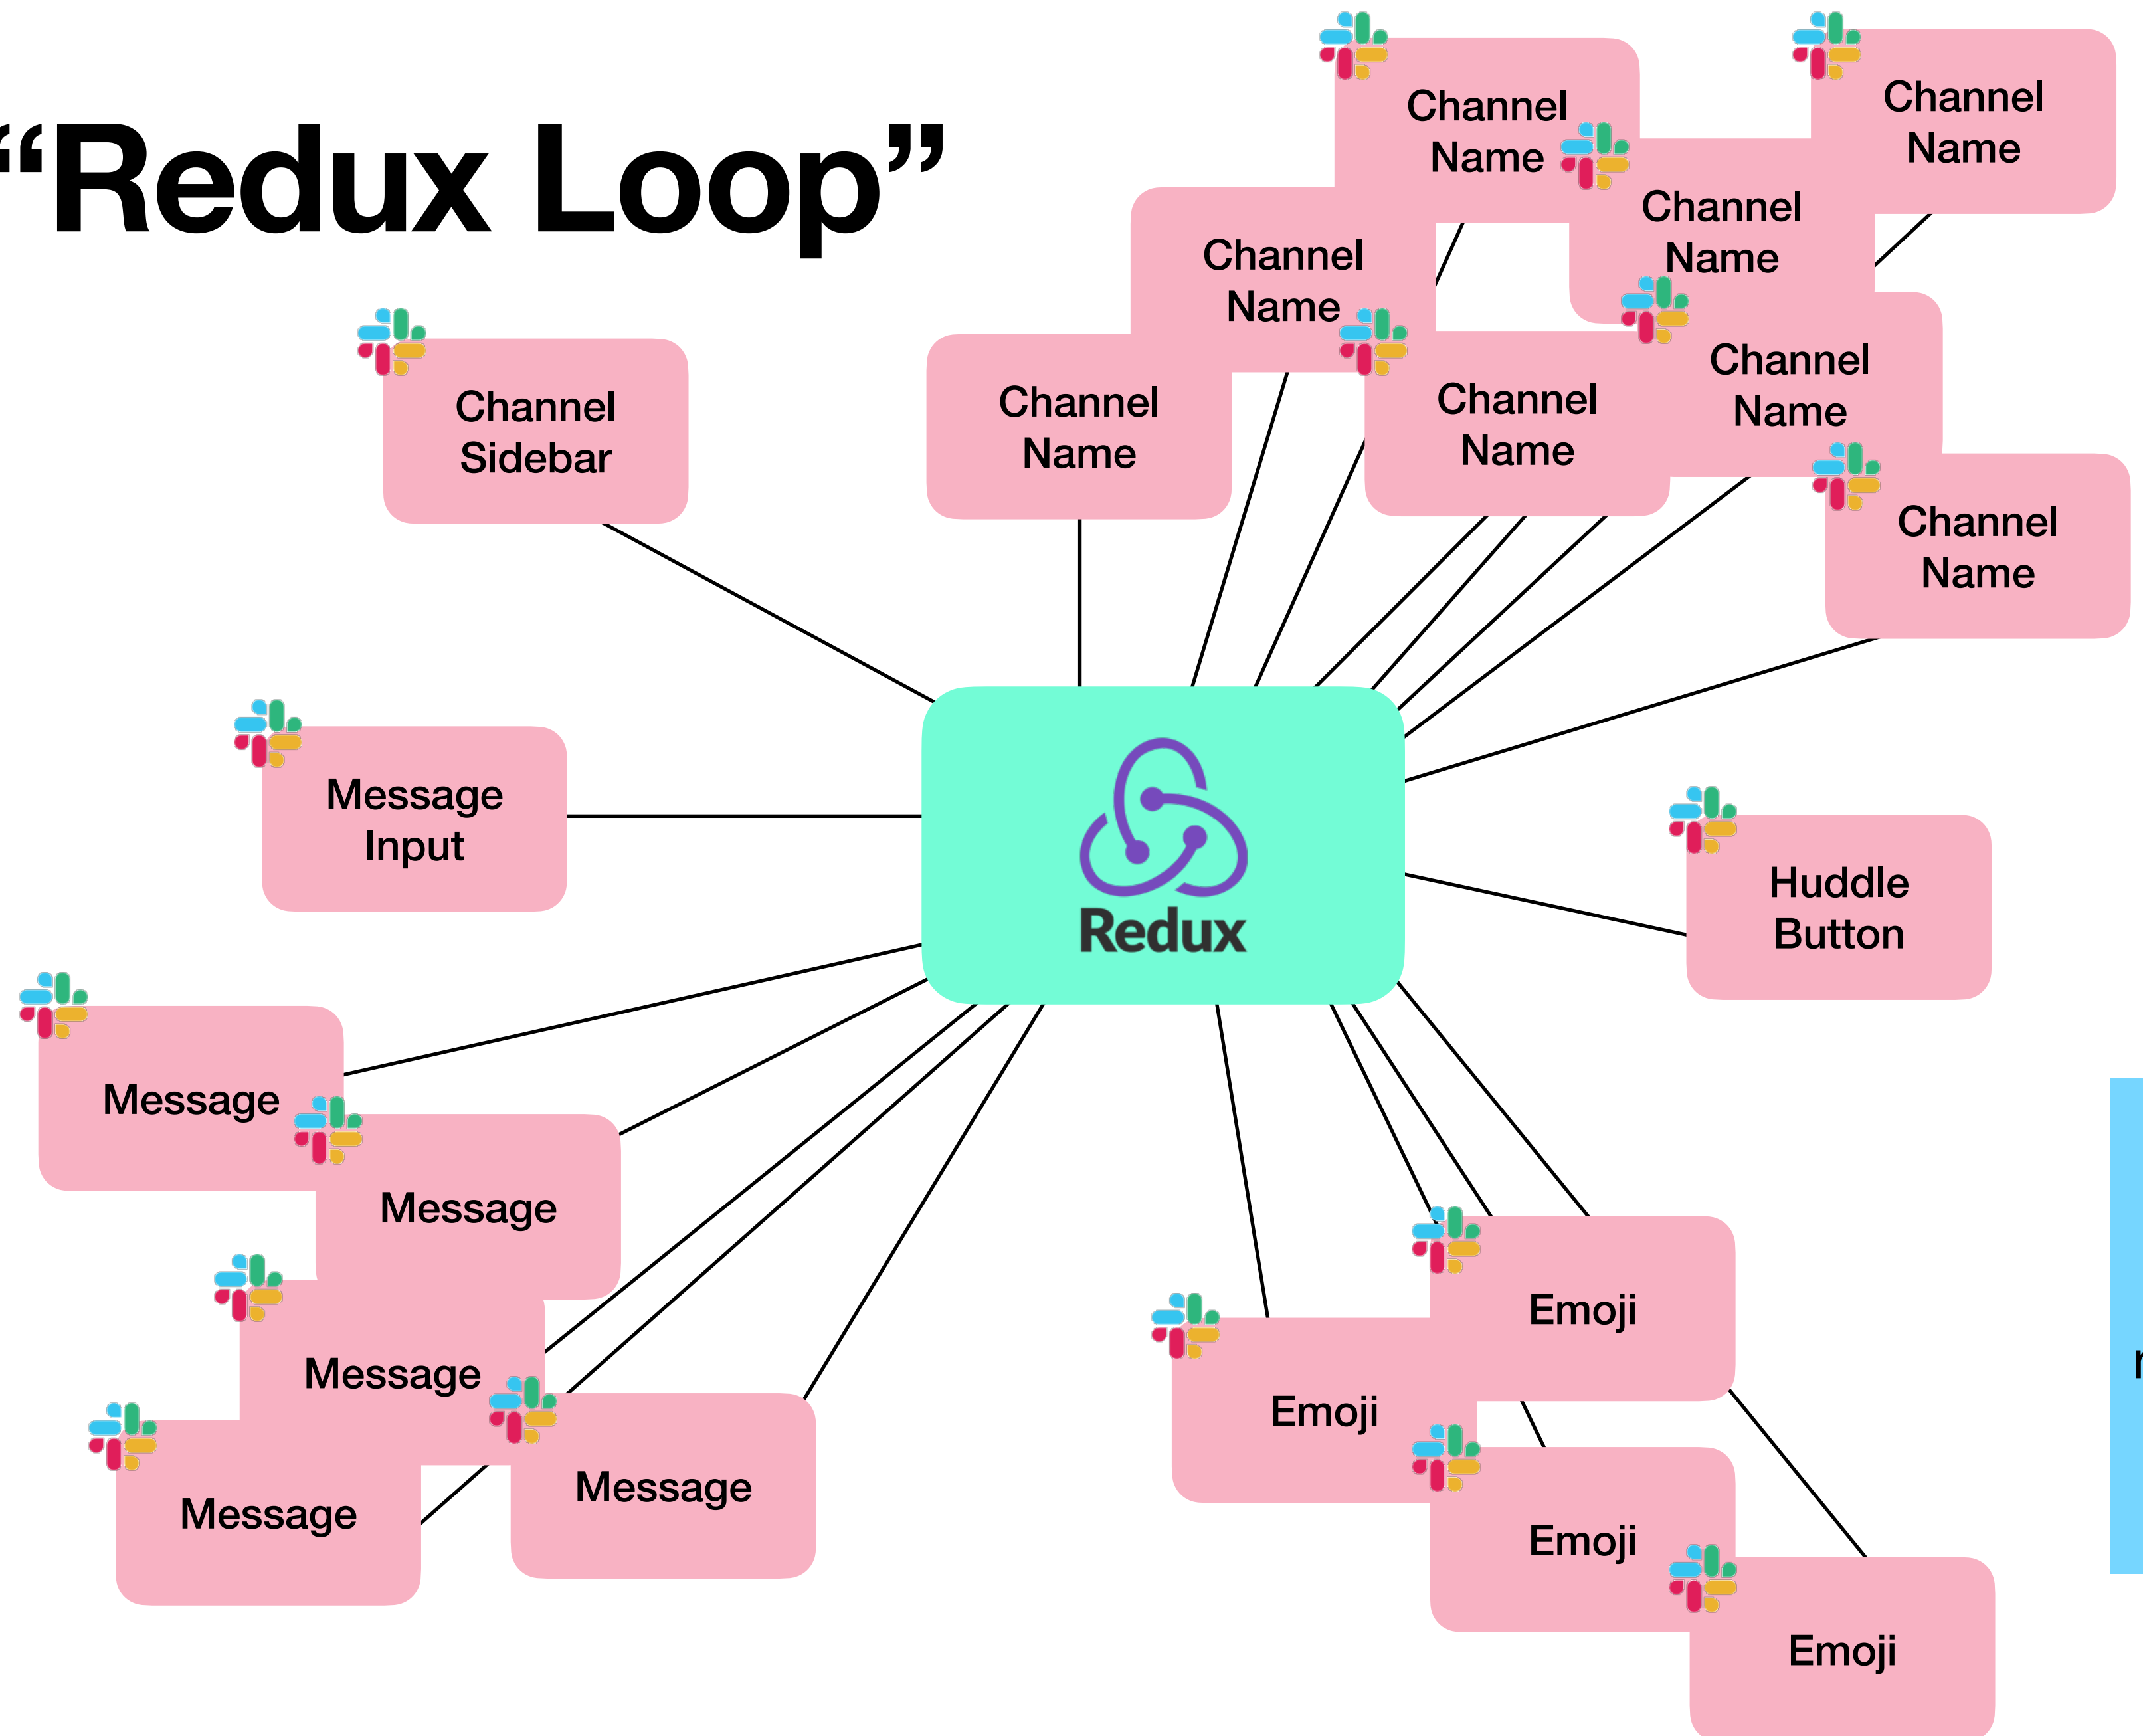 “Redux Loop”
Channel
Name
Channel
Name
Channel
Name
Channel
Name
Channel
Name
Channel
Name
Channel
Name
Channel
Name
Channel
Sidebar
Message
Input
Redux
Huddle
Button
Message
Message
Message
Message
Message
Emoji
Emoji
Emoji
Emoji